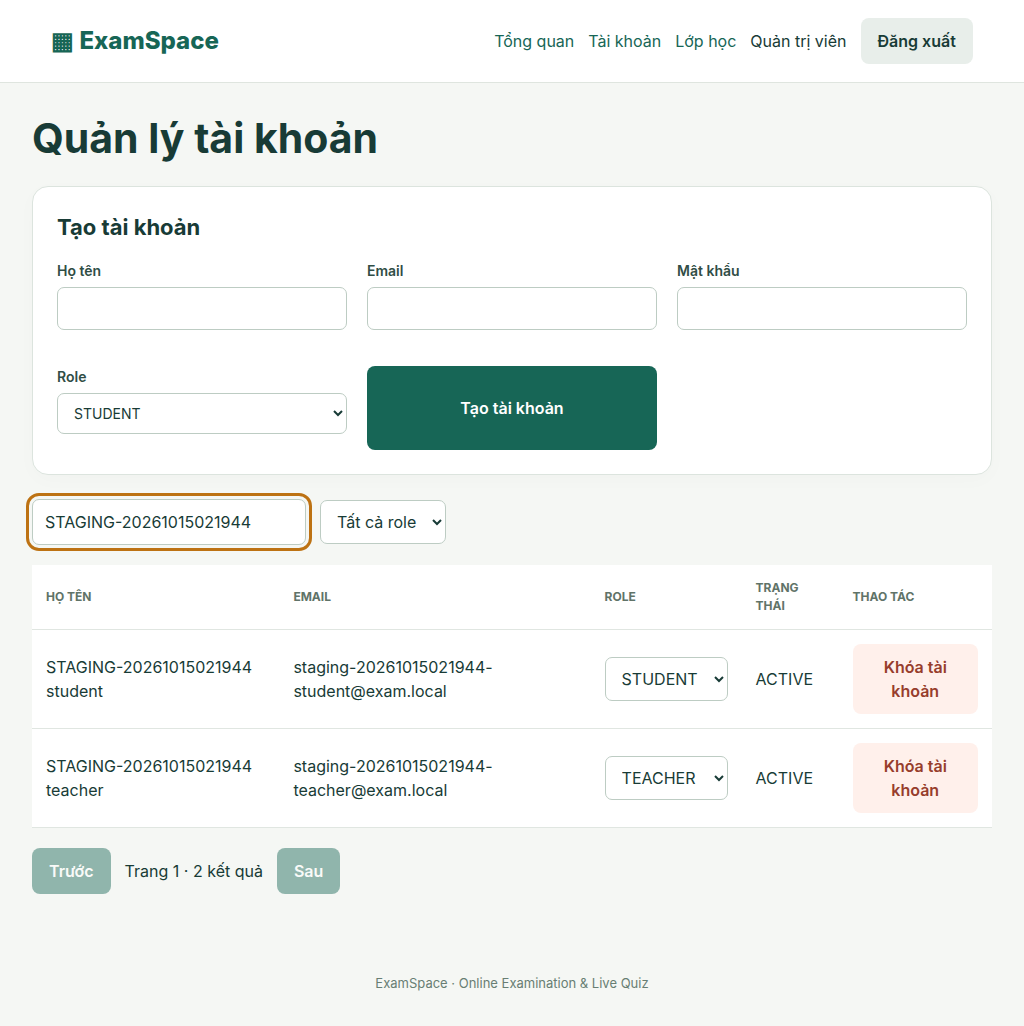 ▦ ExamSpace
Tổng quan Tài khoản Lớp học Quản trị viên Đăng xuất
Quản lý tài khoản
Tạo tài khoản
Họ tên Email Mật khẩu
Role
STUDENT Tạo tài khoản
STAGING-20261015021944 Tất cả role
HỌ TÊN EMAIL ROLE TRẠNG THÁI THAO TÁC
STAGING-20261015021944 student staging-20261015021944-student@exam.local STUDENT ACTIVE Khóa tài khoản
STAGING-20261015021944 teacher staging-20261015021944-teacher@exam.local TEACHER ACTIVE Khóa tài khoản
Trước Trang 1 · 2 kết quả Sau
ExamSpace · Online Examination & Live Quiz